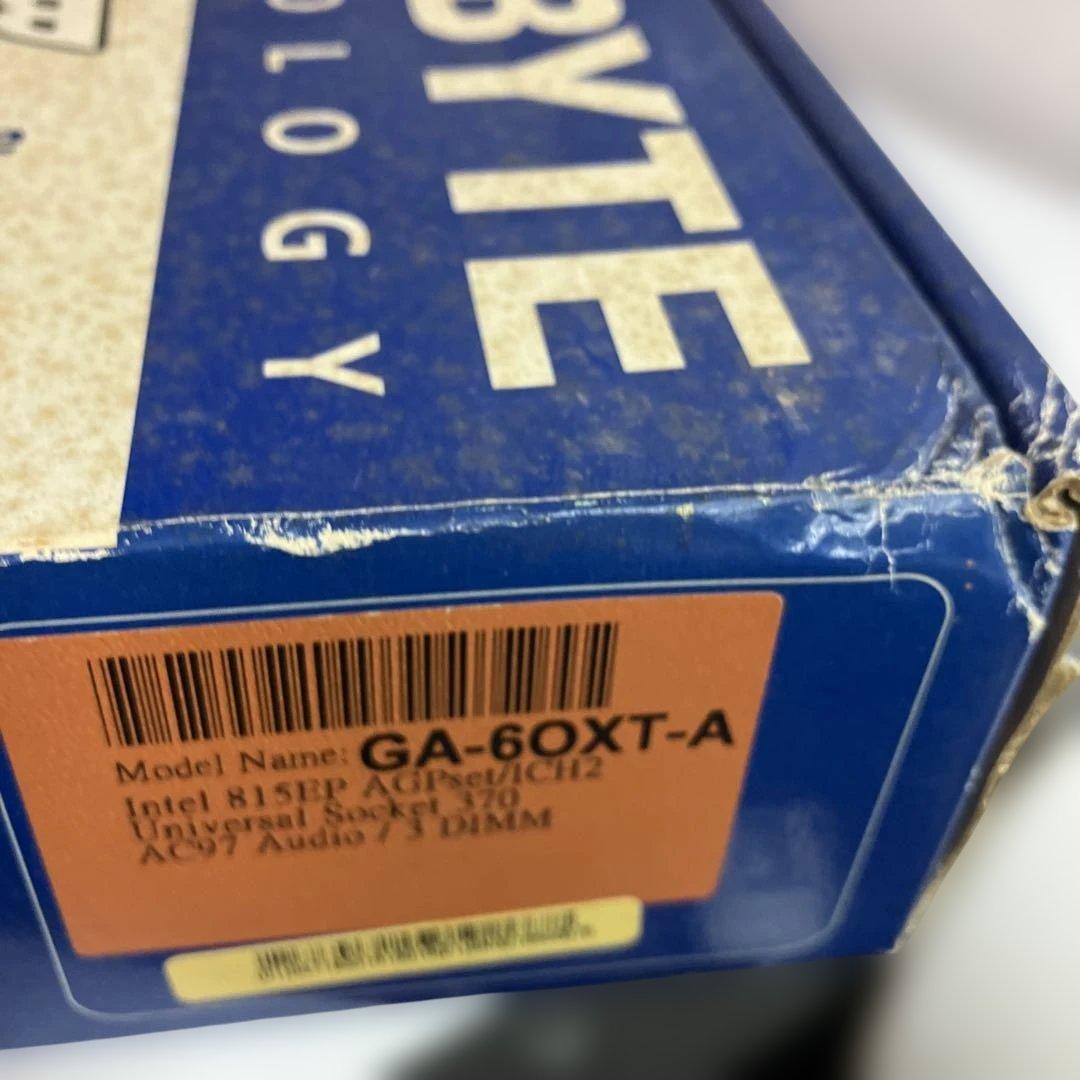 BYTE
OLOGY
Model Name: GA-6OXT-A
Intel 815EP AGPset/ICH2
Universal Socket 370
AC97 Audio / 3 DIMM